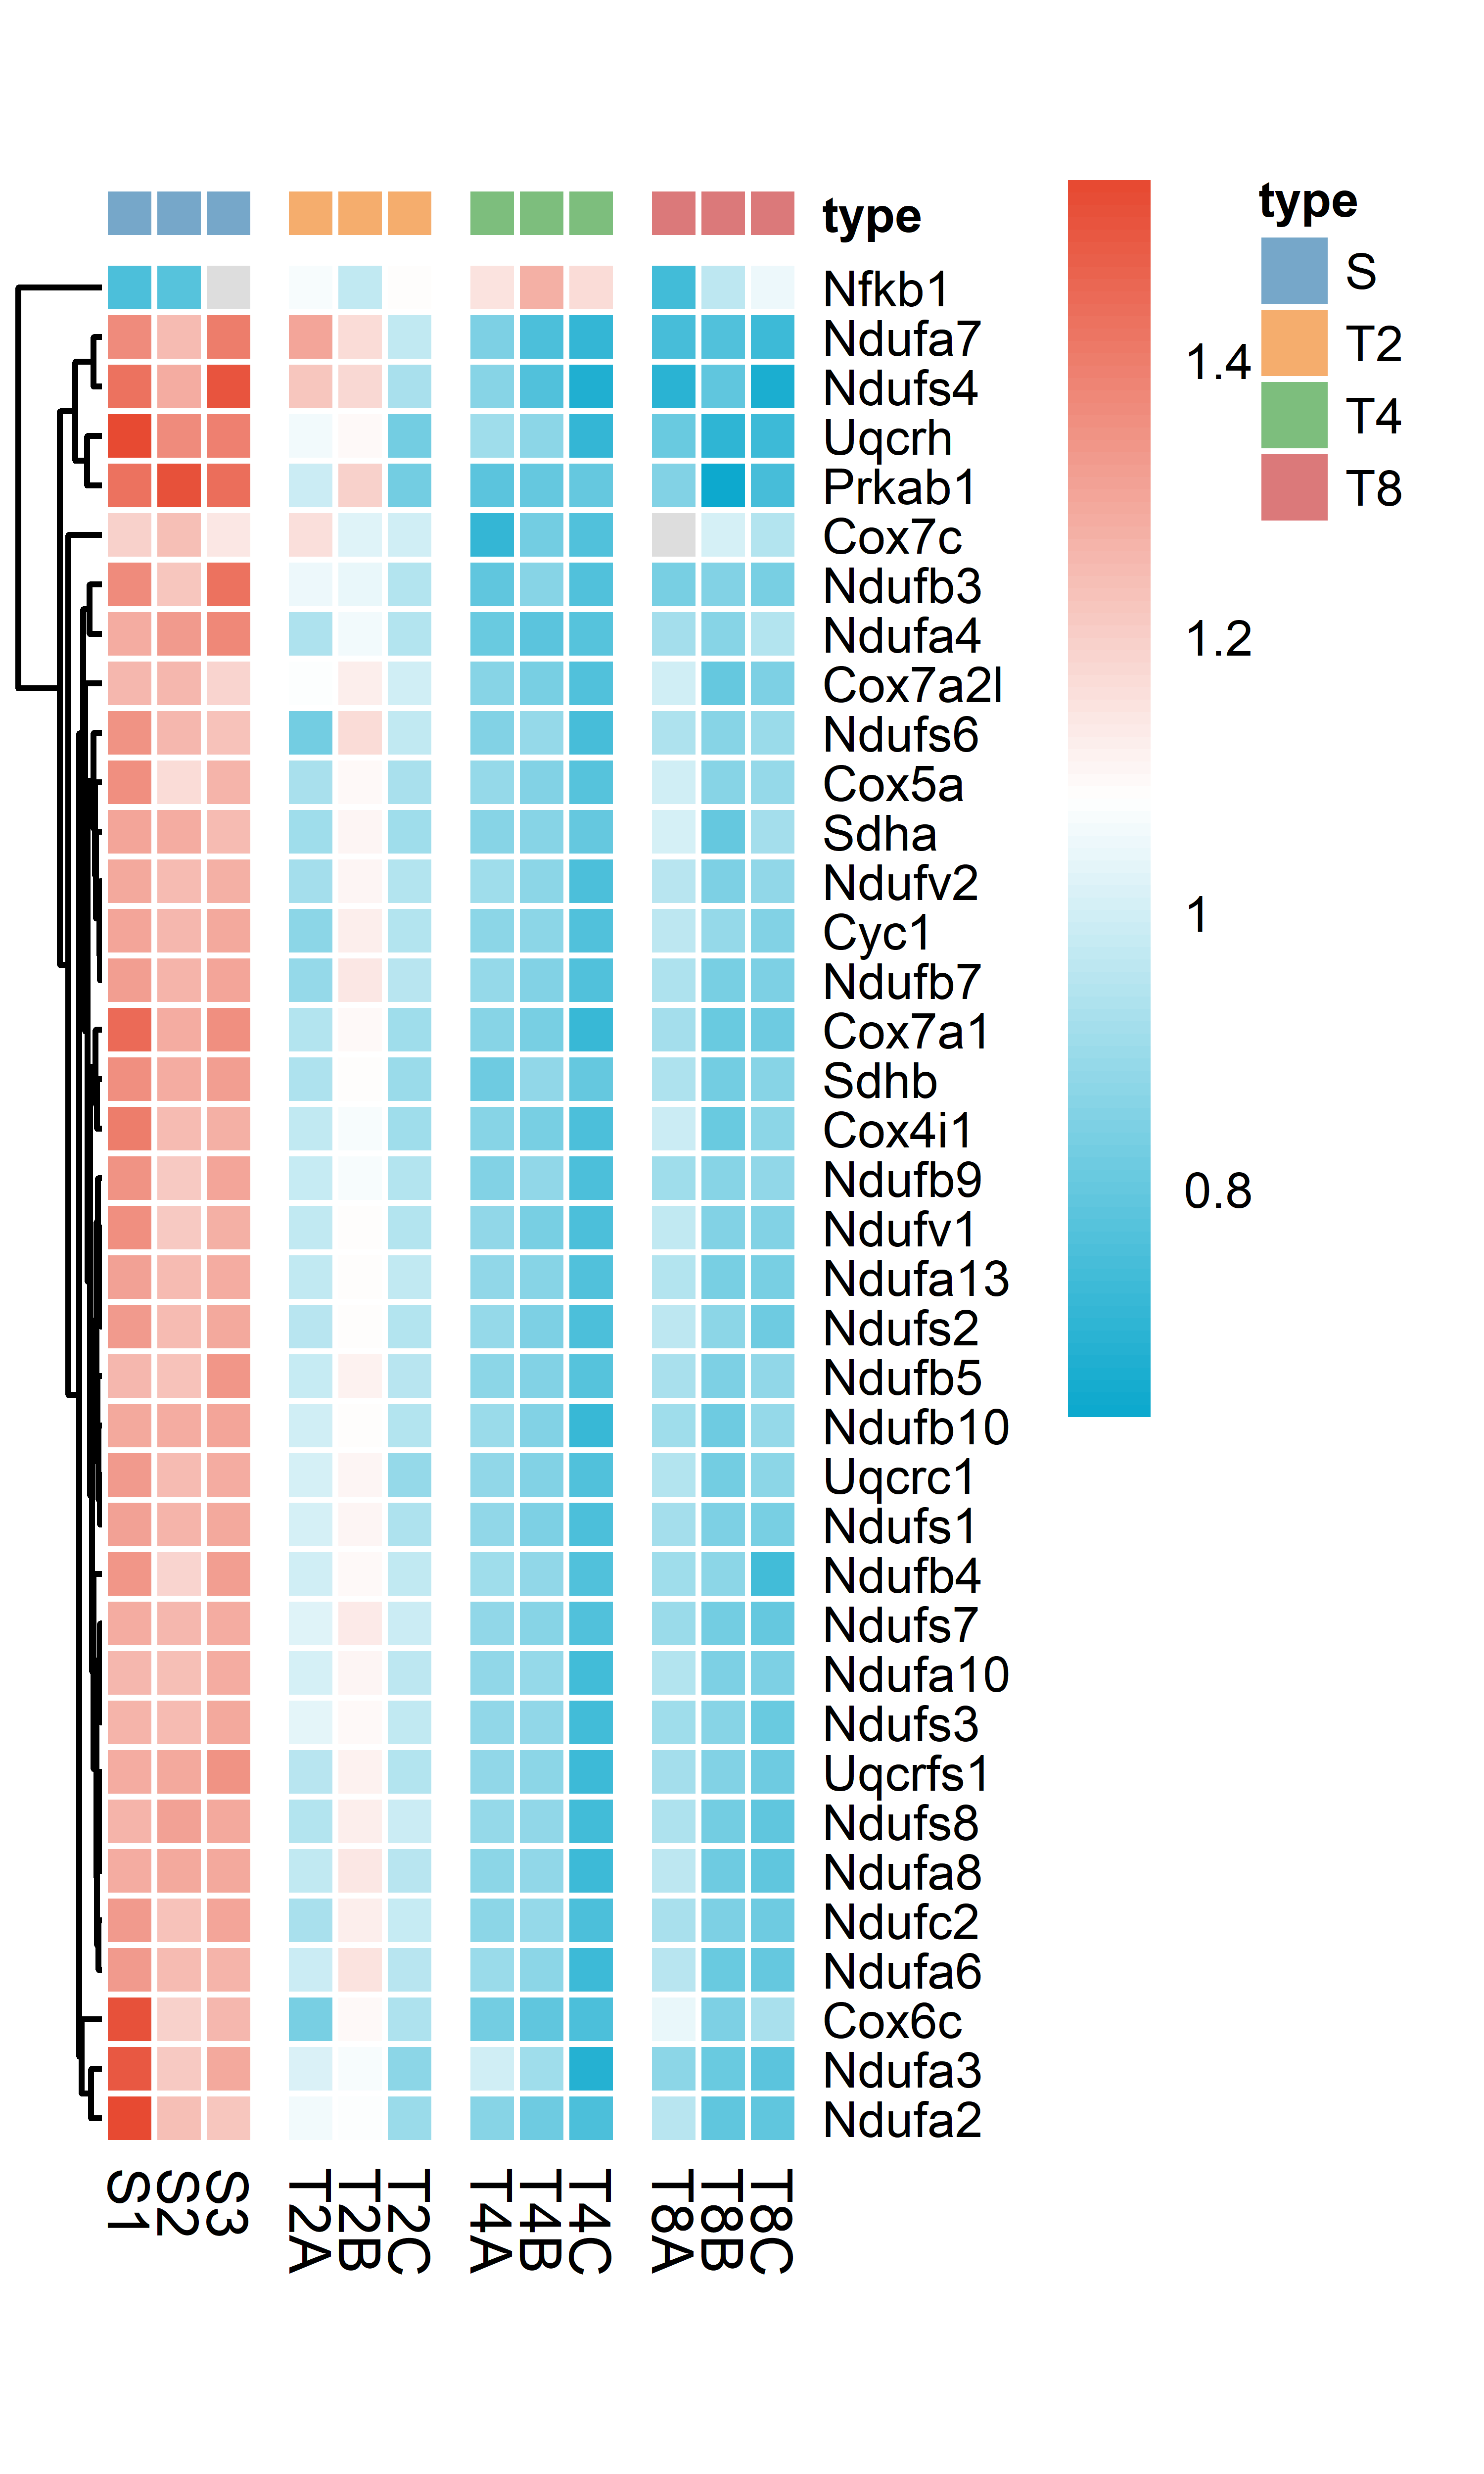 type
Nfkb1
Ndufa7
Ndufs4
Uqcrh
Prkab1
Cox7c
Ndufb3
Ndufa4
Cox7a2l
Ndufs6
Cox5a
Sdha
Ndufv2
Cyc1
Ndufb7
Cox7a1
Sdhb
Cox4i1
Ndufb9
Ndufv1
Ndufa13
Ndufs2
Ndufb5
Ndufb10
Uqcrc1
Ndufs1
Ndufb4
Ndufs7
Ndufa10
Ndufs3
Uqcrfs1
Ndufs8
Ndufa8
Ndufc2
Ndufa6
Cox6c
Ndufa3
Ndufa2
S1
S2
S3
T2A
T2B
T2C
T4A
T4B
T4C
T8A
T8B
T8C
1.4
1.2
1
0.8
type
S
T2
T4
T8